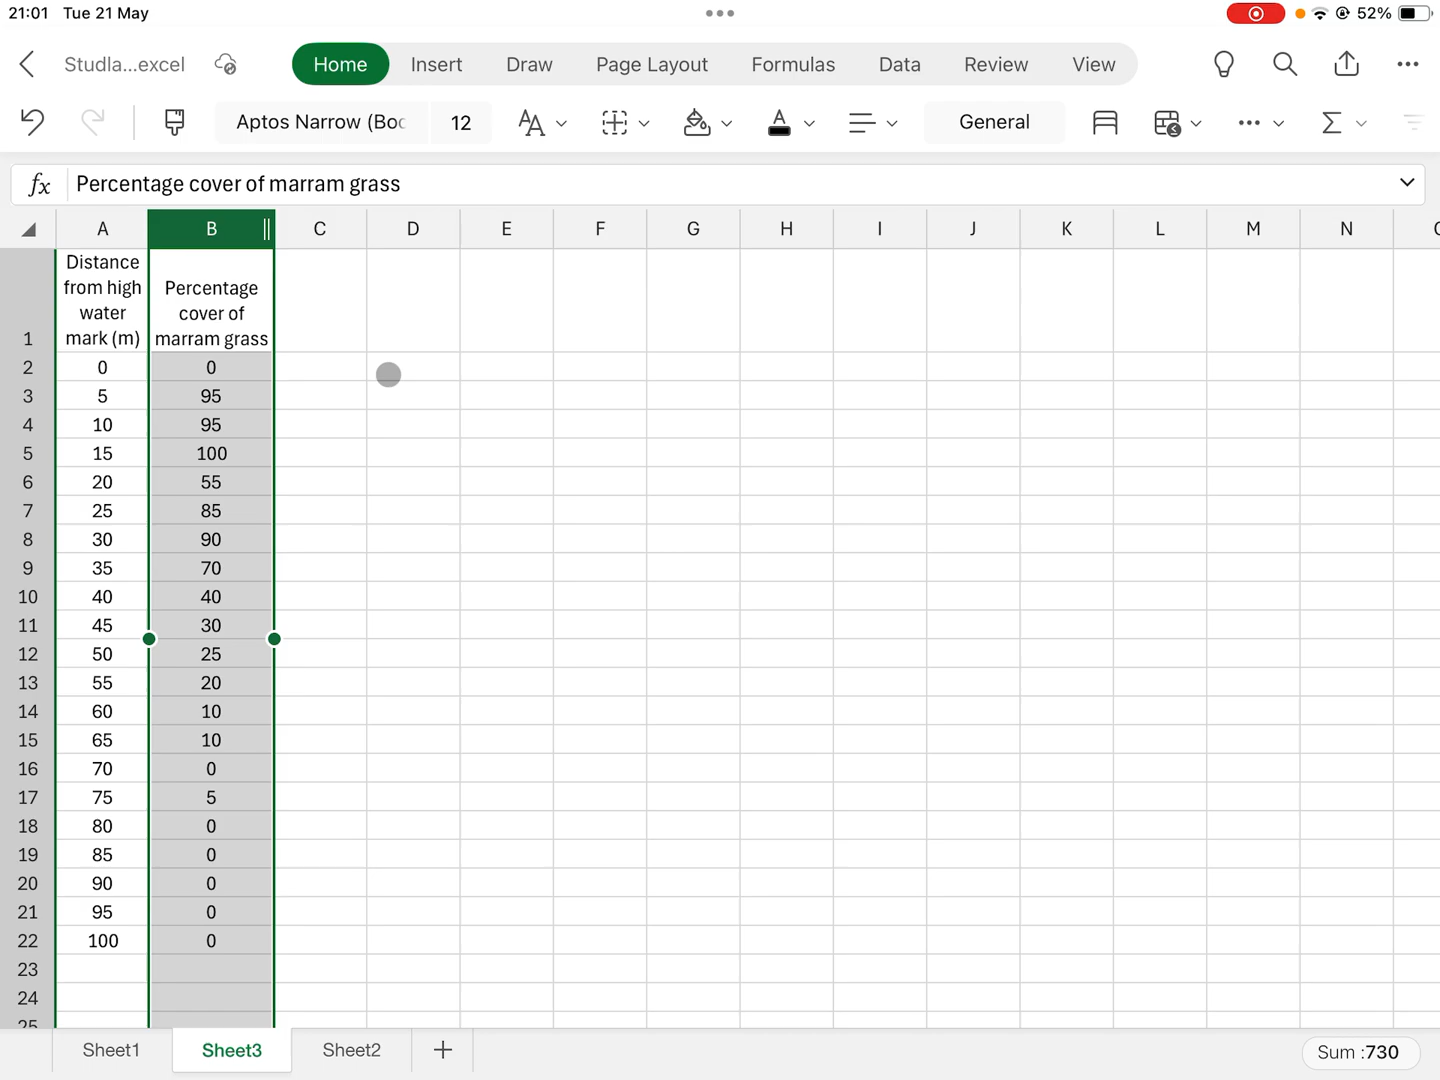 21:01 Tue 21 May 52%
Studla...excel Home Insert Draw Page Layout Formulas Data Review View
Aptos Narrow (Boc 12 General
fx Percentage cover of marram grass
A B C D E F G H I J K L M N
Distance
from high
water
mark (m)
Percentage
cover of
marram grass
1
2 0 0
3 5 95
4 10 95
5 15 100
6 20 55
7 25 85
8 30 90
9 35 70
10 40 40
11 45 30
12 50 25
13 55 20
14 60 10
15 65 10
16 70 0
17 75 5
18 80 0
19 85 0
20 90 0
21 95 0
22 100 0
23
24
25
Sheet1 Sheet3 Sheet2 Sum :730